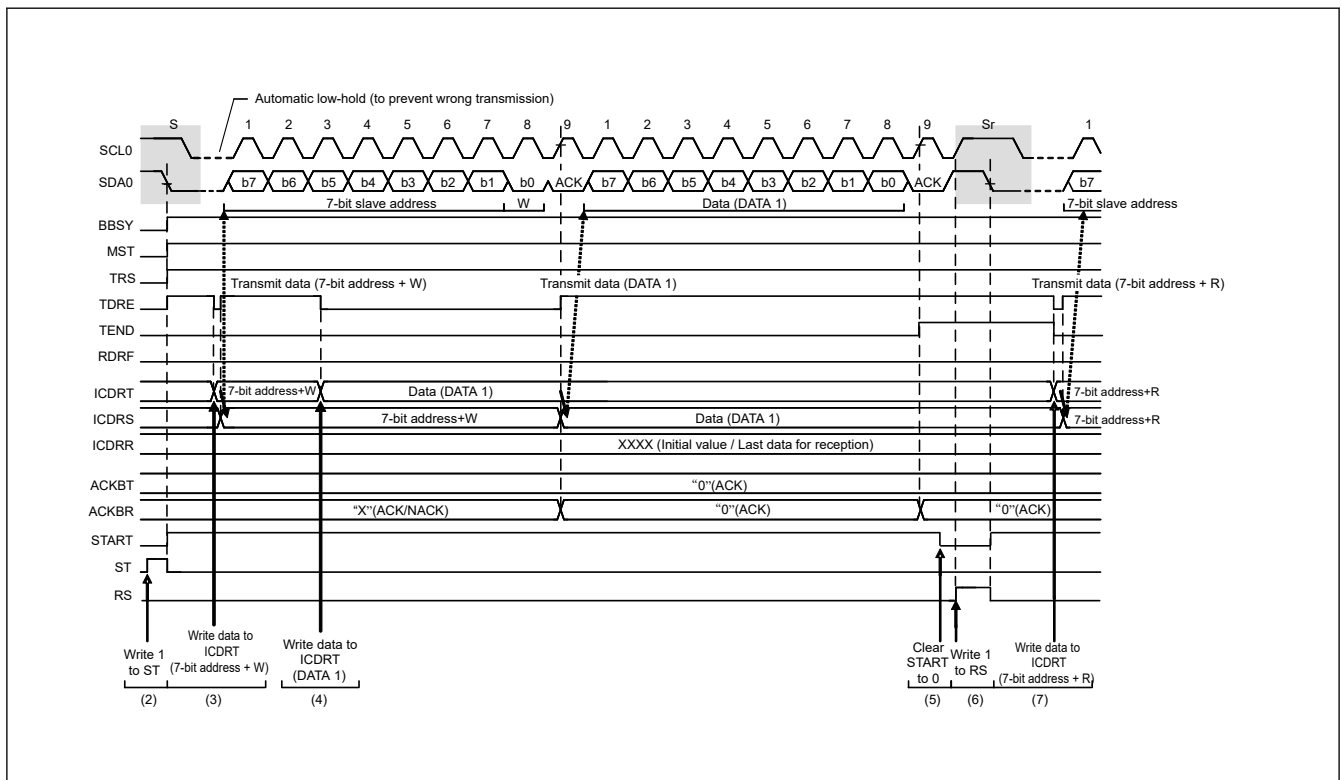 Automatic low-hold (to prevent wrong transmission)
S 1 2 3 4 5 6 7 8 9 1 2 3 4 5 6 7 8 9 Sr 1
SCL0
SDA0 b7 b6 b5 b4 b3 b2 b1 b0 ACK b7 b6 b5 b4 b3 b2 b1 b0 ACK b7
7-bit slave address W Data (DATA 1) 7-bit slave address
BBSY
MST
TRS
Transmit data (7-bit address + W) Transmit data (DATA 1) Transmit data (7-bit address + R)
TDRE
TEND
RDRF
ICDRT 7-bit address+W Data (DATA 1) 7-bit address+R
ICDRS 7-bit address+W Data (DATA 1) 7-bit address+R
ICDRR XXXX (Initial value / Last data for reception)
ACKBT "0"(ACK)
ACKBR "X"(ACK/NACK) "0"(ACK) "0"(ACK)
START
ST
RS
Write 1
to ST
Write data to
ICDRT
(7-bit address + W)
Write data to
ICDRT
(DATA 1)
Clear
START
to 0
Write 1
to RS
Write data to
ICDRT
(7-bit address + R)
(2) (3) (4) (5) (6) (7)